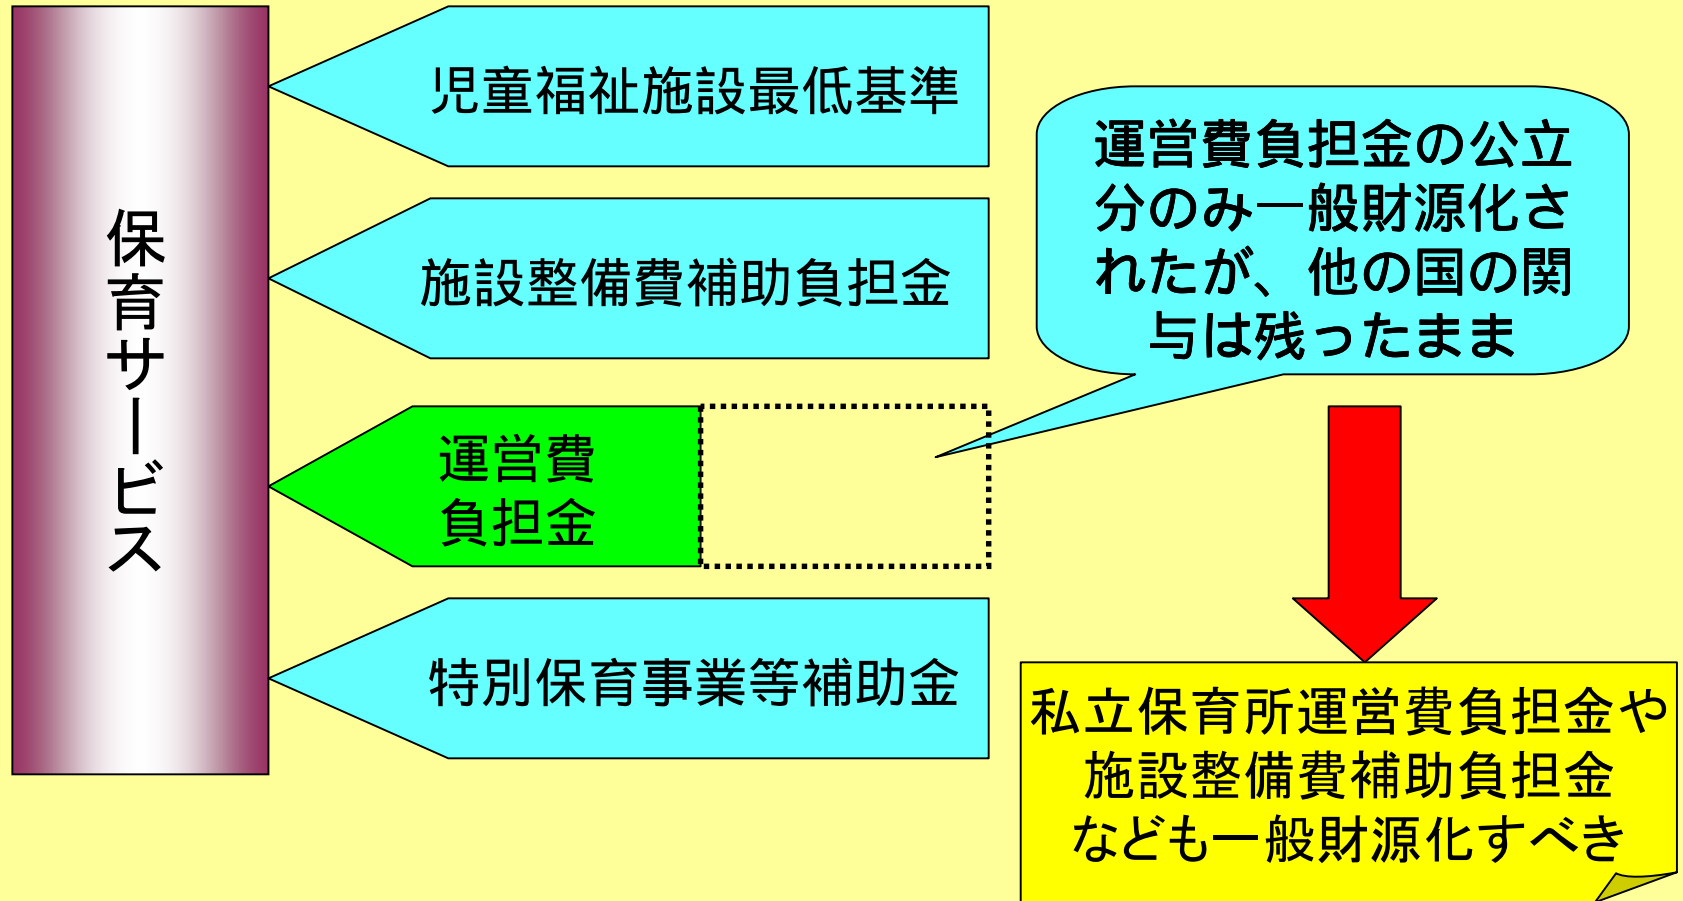 保育サービス
児童福祉施設最低基準
施設整備費補助負担金
運営費
負担金
特別保育事業等補助金
運営費負担金の公立
分のみ一般財源化さ
れたが、他の国の関
与は残ったまま
私立保育所運営費負担金や
施設整備費補助負担金
なども一般財源化すべき